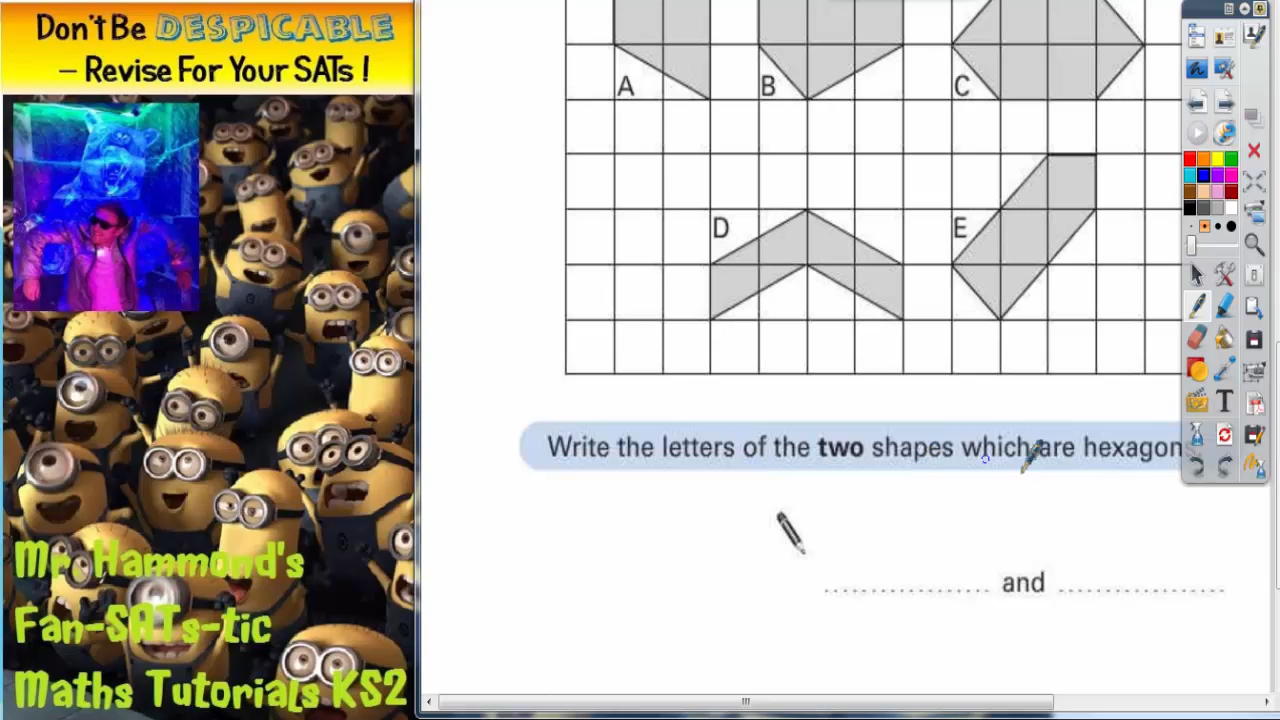 Don't Be DESPICABLE
– Revise For Your SATs !
A
B
C
D
E
Write the letters of the two shapes which are hexagons
and
Mr. Hammond's
Fan-SATs-tic
Maths Tutorials KS2
T